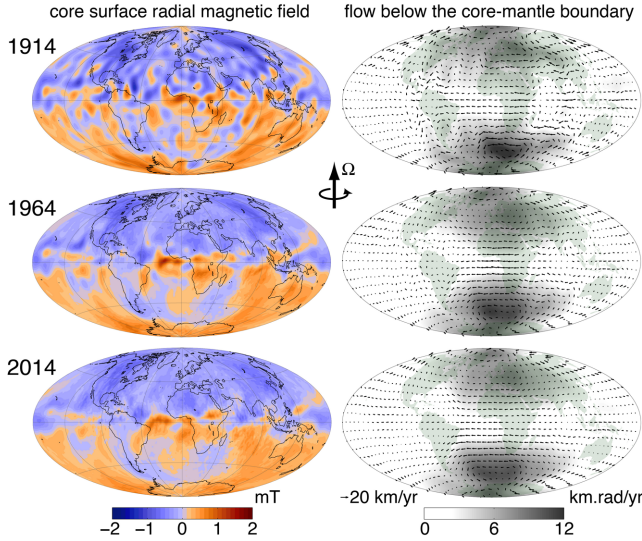 core surface radial magnetic field
flow below the core-mantle boundary
1914
Ω
1964
2014
mT
−2 −1 0 1 2
→20 km/yr
km.rad/yr
0 12